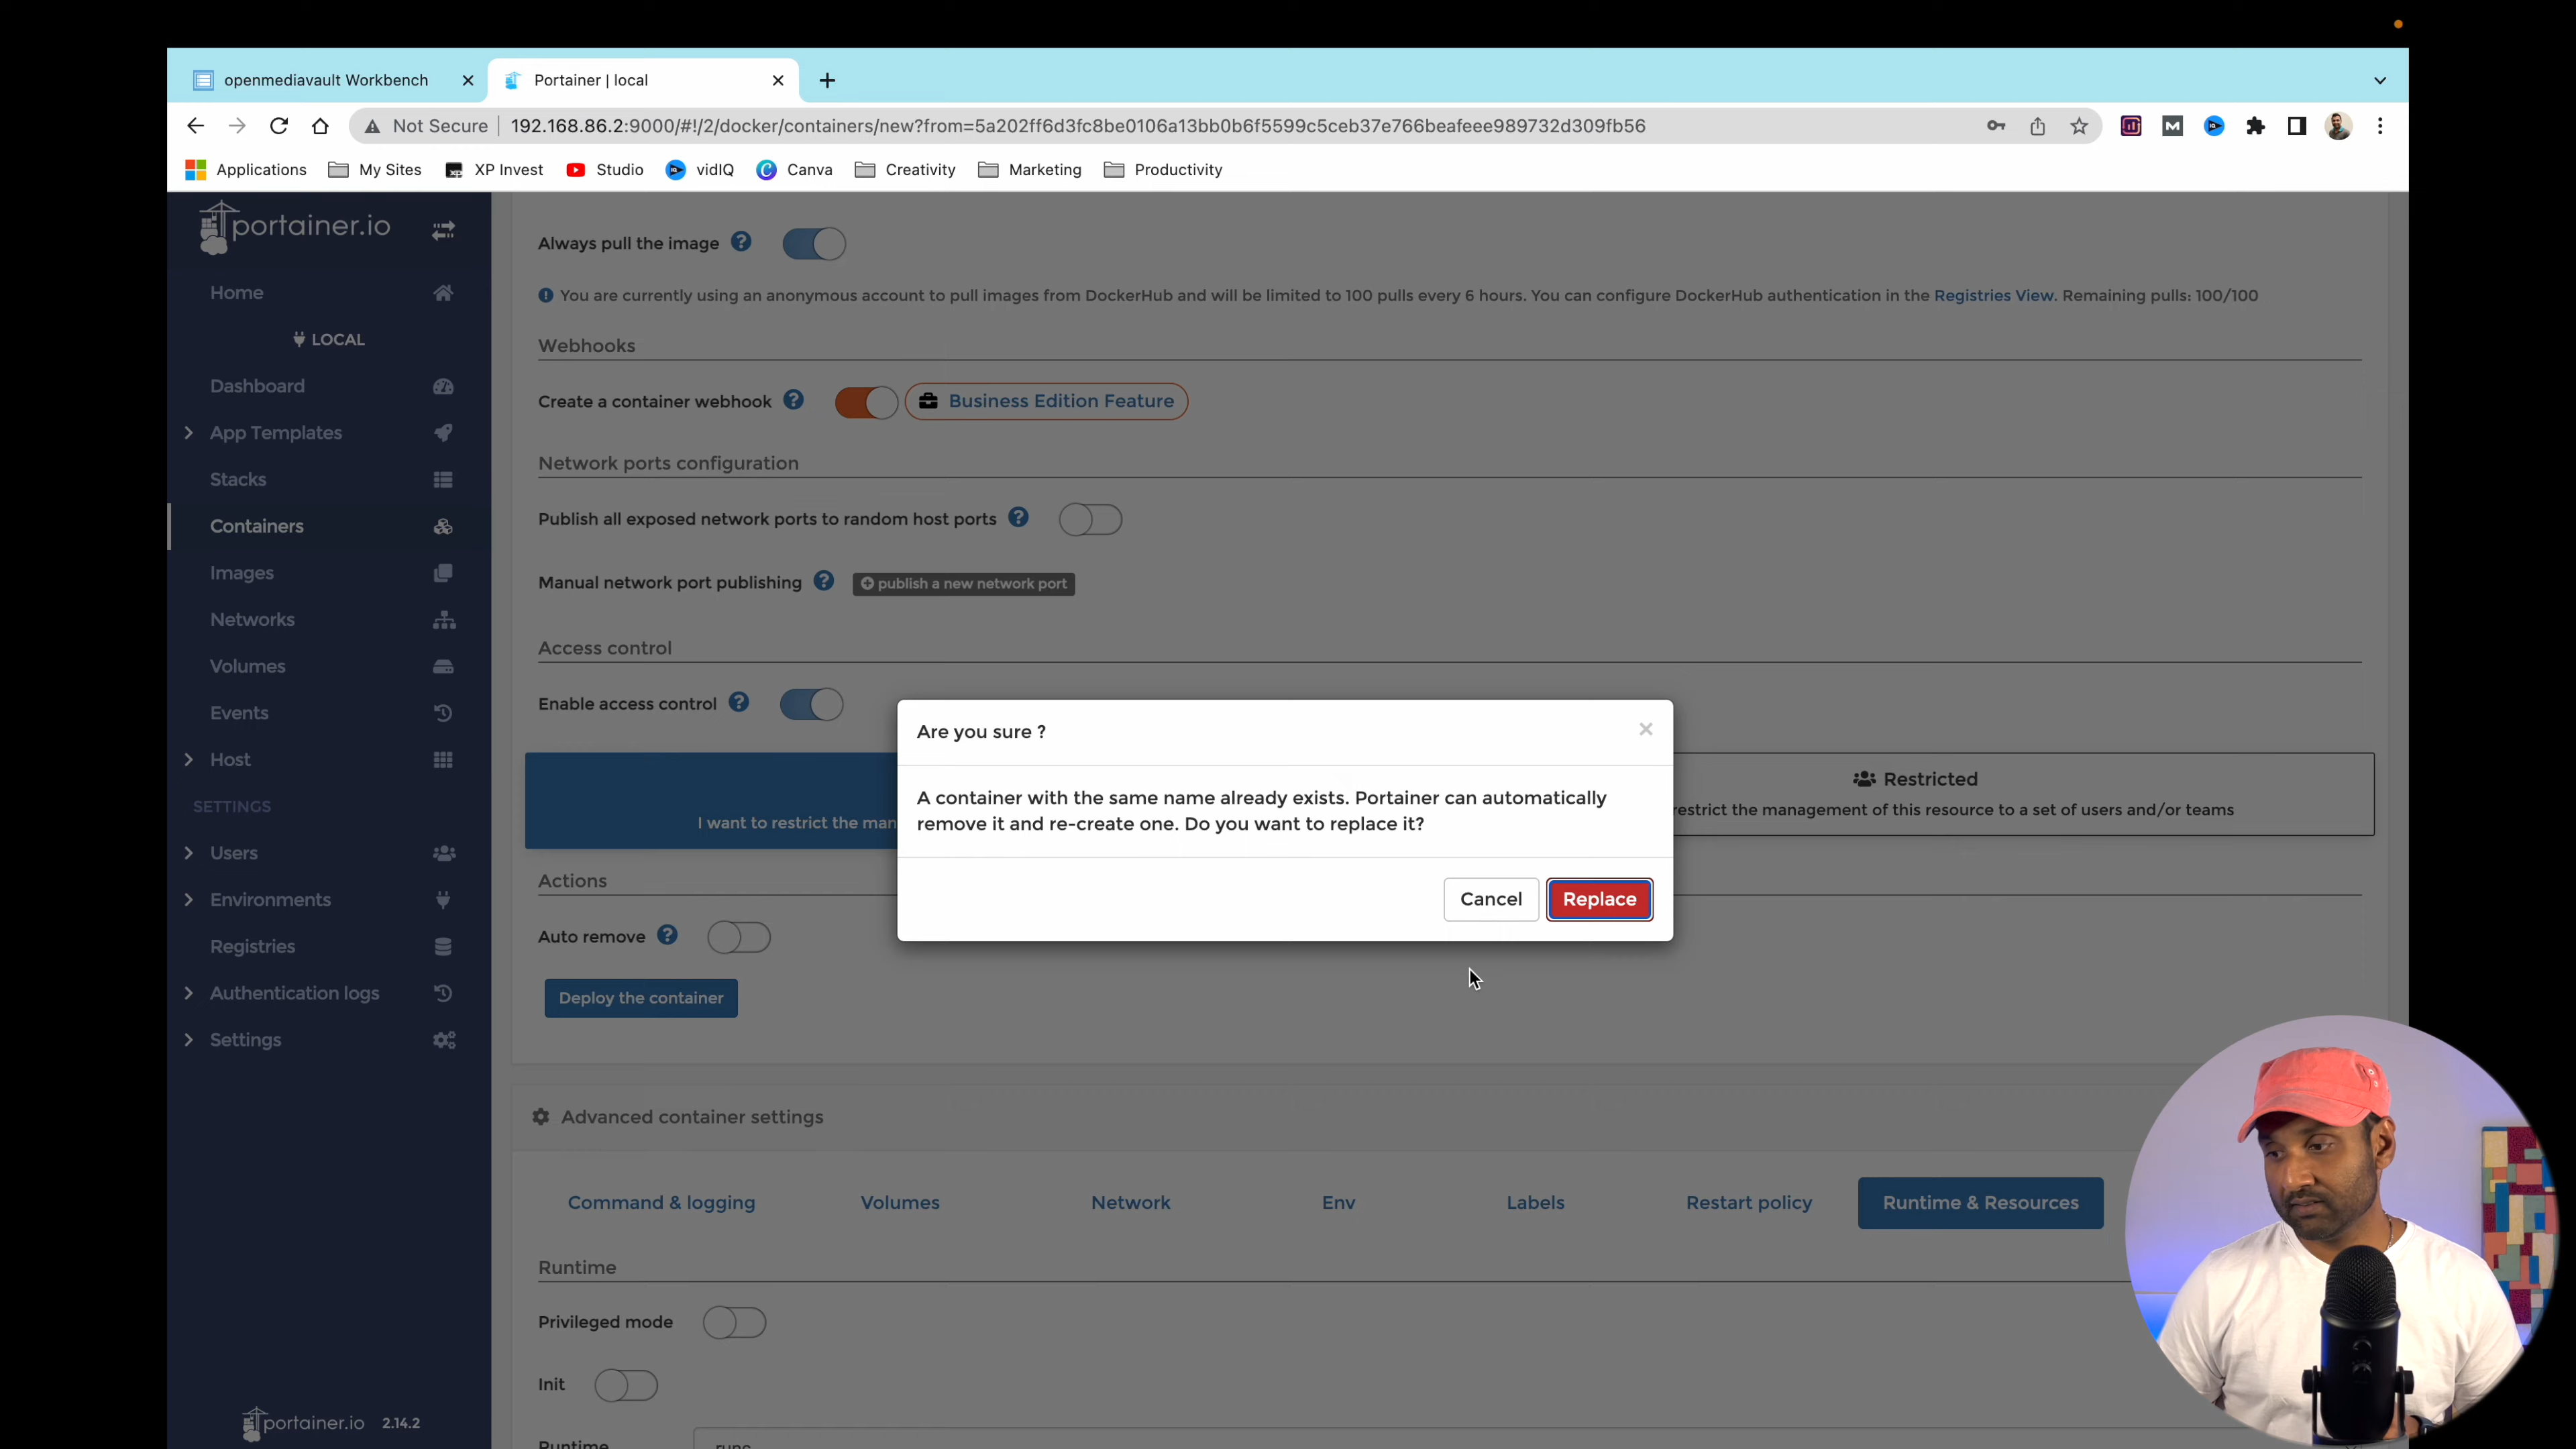 openmediavault Workbench
Portainer | local
Not Secure
192.168.86.2:9000/#!/2/docker/containers/new?from=5a202ff6d3fc8be0106a13bb0b6f5599c5ceb37e766beafeee989732d309fb56
Applications My Sites XP Invest Studio vidIQ Canva Creativity Marketing Productivity
portainer.io
Home
LOCAL
Dashboard
App Templates
Stacks
Containers
Images
Networks
Volumes
Events
Host
SETTINGS
Users
Environments
Registries
Authentication logs
Settings
portainer.io 2.14.2
Always pull the image
You are currently using an anonymous account to pull images from DockerHub and will be limited to 100 pulls every 6 hours. You can configure DockerHub authentication in the Registries View. Remaining pulls: 100/100
Webhooks
Create a container webhook Business Edition Feature
Network ports configuration
Publish all exposed network ports to random host ports
Manual network port publishing publish a new network port
Access control
Enable access control
I want to restrict the man
Restricted
restrict the management of this resource to a set of users and/or teams
Are you sure ?
A container with the same name already exists. Portainer can automatically
remove it and re-create one. Do you want to replace it?
Cancel Replace
Actions
Auto remove
Deploy the container
Advanced container settings
Command & logging Volumes Network Env Labels Restart policy Runtime & Resources
Runtime
Privileged mode
Init
Runtime runc